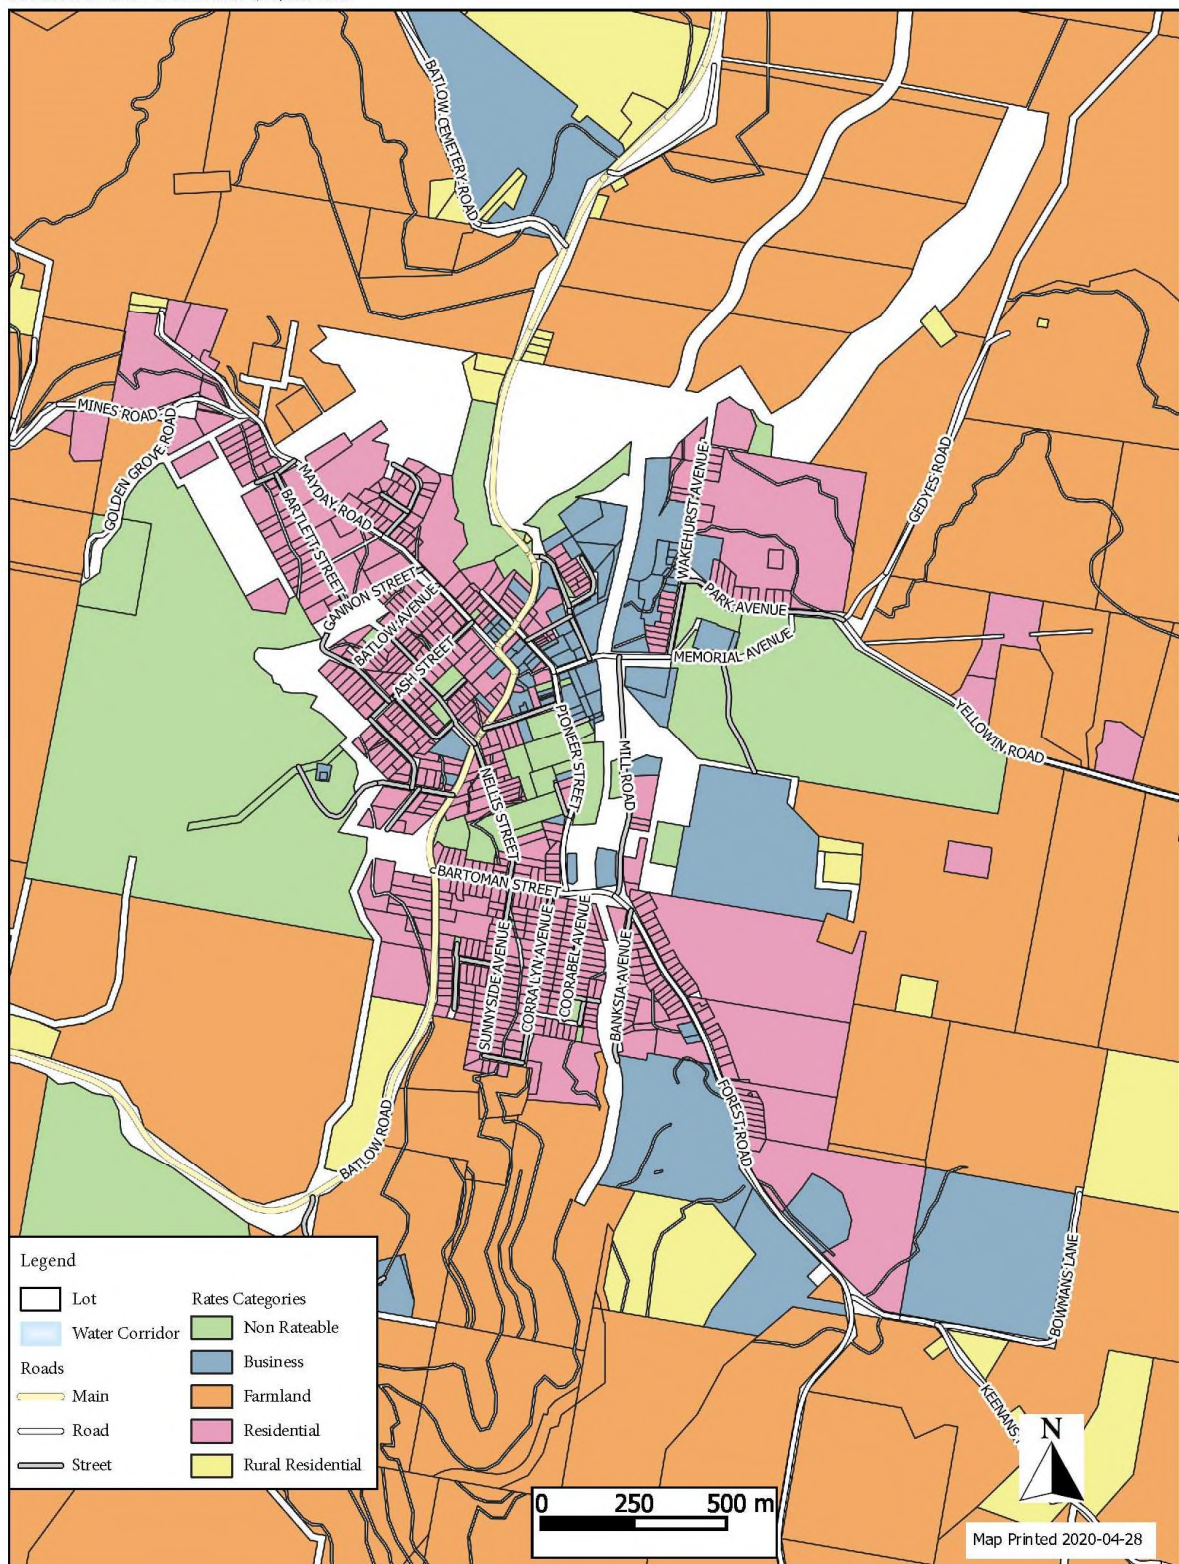 BATLOW CEMETERY ROAD
MINES ROAD
GOLDEN GROVE ROAD
MAYDAY ROAD
BARTLETT STREET
GANNON STREET
BATLOW AVENUE
ASH STREET
WAKEHURST AVENUE
GEDYES ROAD
PARK AVENUE
MEMORIAL AVENUE
YELLOWIN ROAD
PIONEER STREET
MILL ROAD
NELLIS STREET
BARTOMAN STREET
SUNNYSIDE AVENUE
CORRA LYN AVENUE
COORABEL AVENUE
BANKSIA AVENUE
FOREST ROAD
BATLOW ROAD
BOWMANS LANE
KEENANS
Legend
Lot
Water Corridor
Roads
Main
Road
Street
Rates Categories
Non Rateable
Business
Farmland
Residential
Rural Residential
0 250 500 m
N
Map Printed 2020-04-28